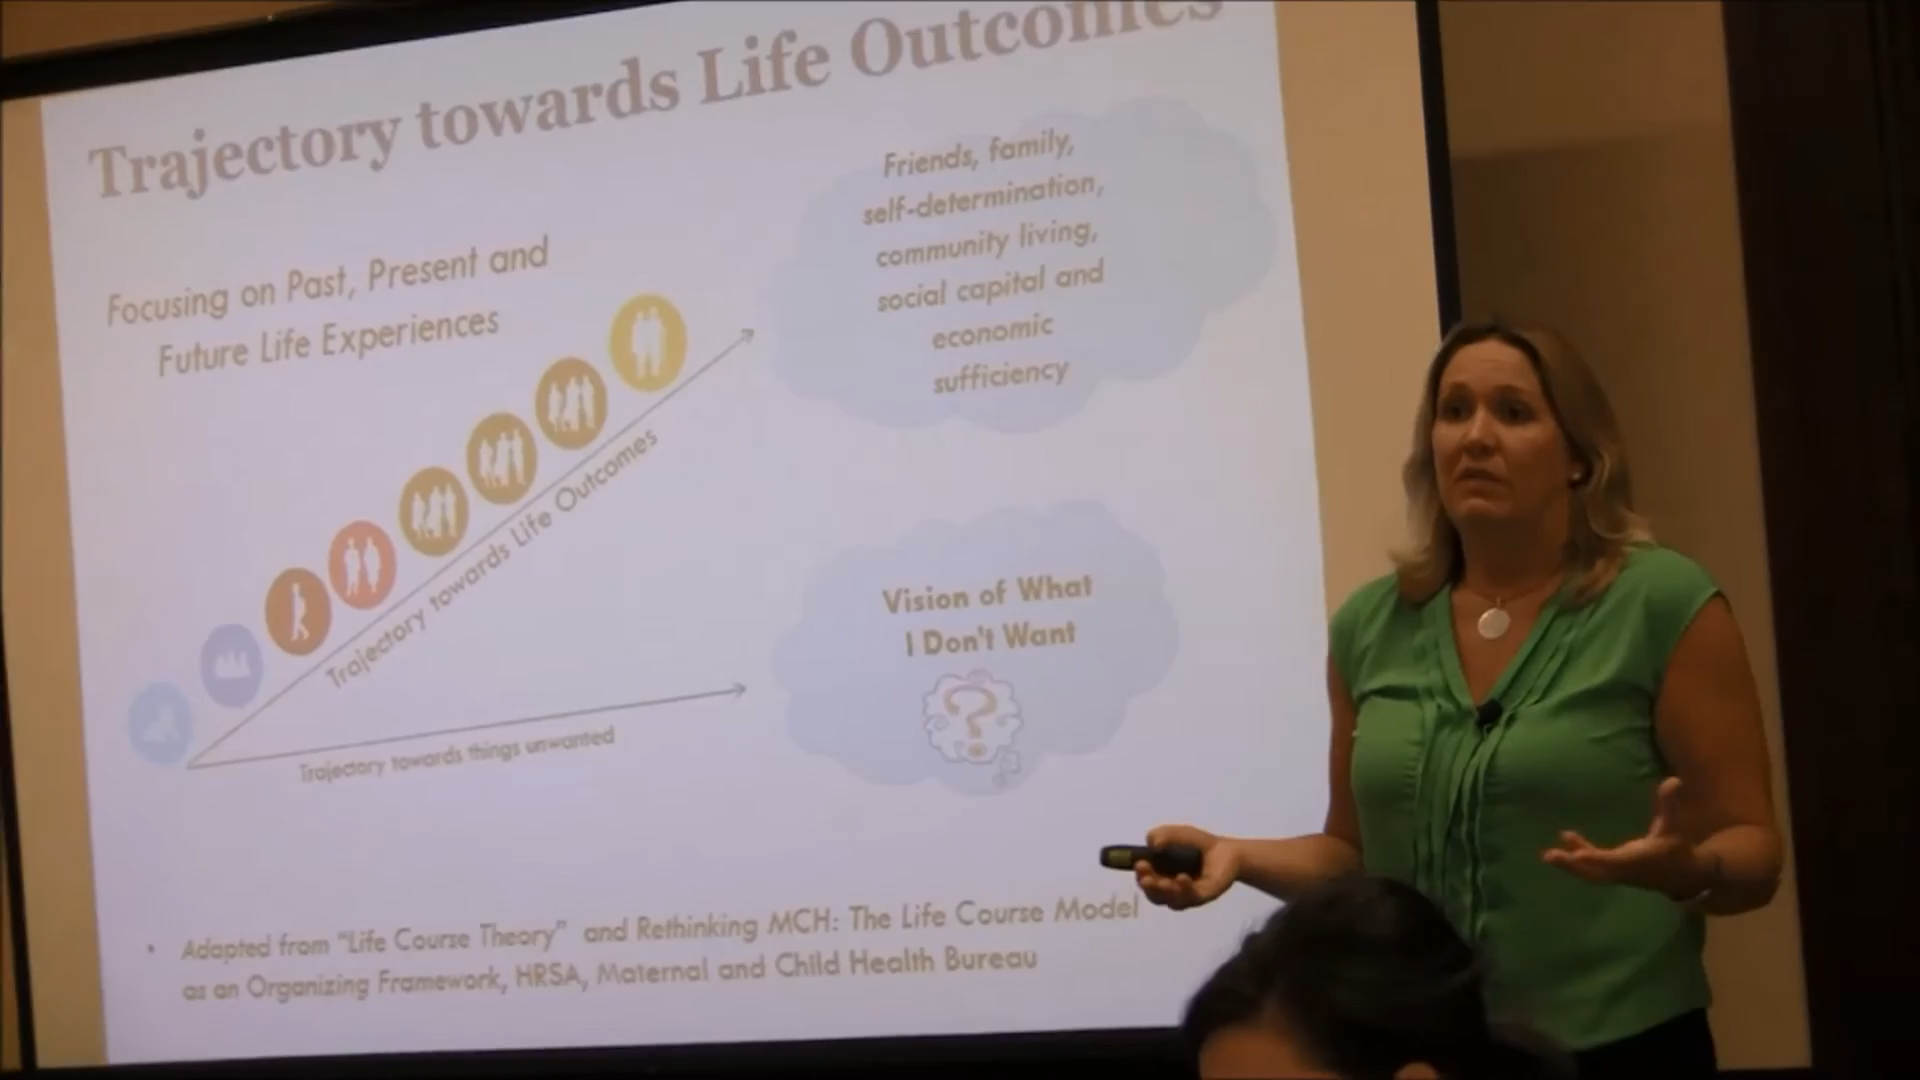 Trajectory towards Life Outcomes
Focusing on Past, Present and
Future Life Experiences
Friends, family,
self-determination,
community living,
social capital and
economic
sufficiency
Trajectory towards Life Outcomes
Vision of What
I Don't Want
?
Trajectory towards things unwanted
• Adapted from "Life Course Theory" and Rethinking MCH: The Life Course Model
as an Organizing Framework, HRSA, Maternal and Child Health Bureau